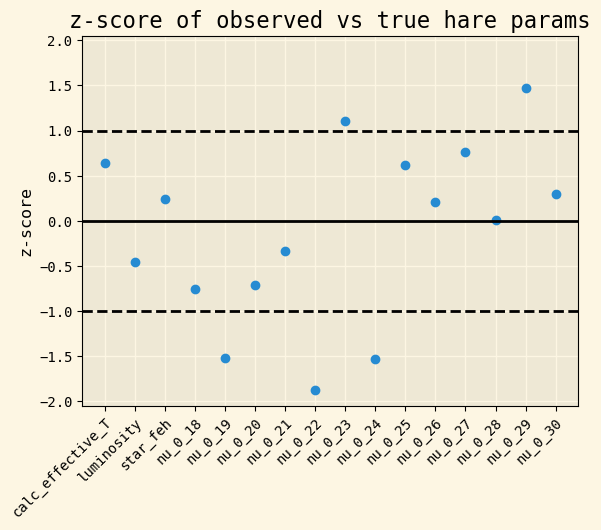 z-score of observed vs true hare params
z-score
2.0
1.5
1.0
0.5
0.0
−0.5
−1.0
−1.5
−2.0
calc_effective_T
luminosity
star_feh
nu_0_18
nu_0_19
nu_0_20
nu_0_21
nu_0_22
nu_0_23
nu_0_24
nu_0_25
nu_0_26
nu_0_27
nu_0_28
nu_0_29
nu_0_30